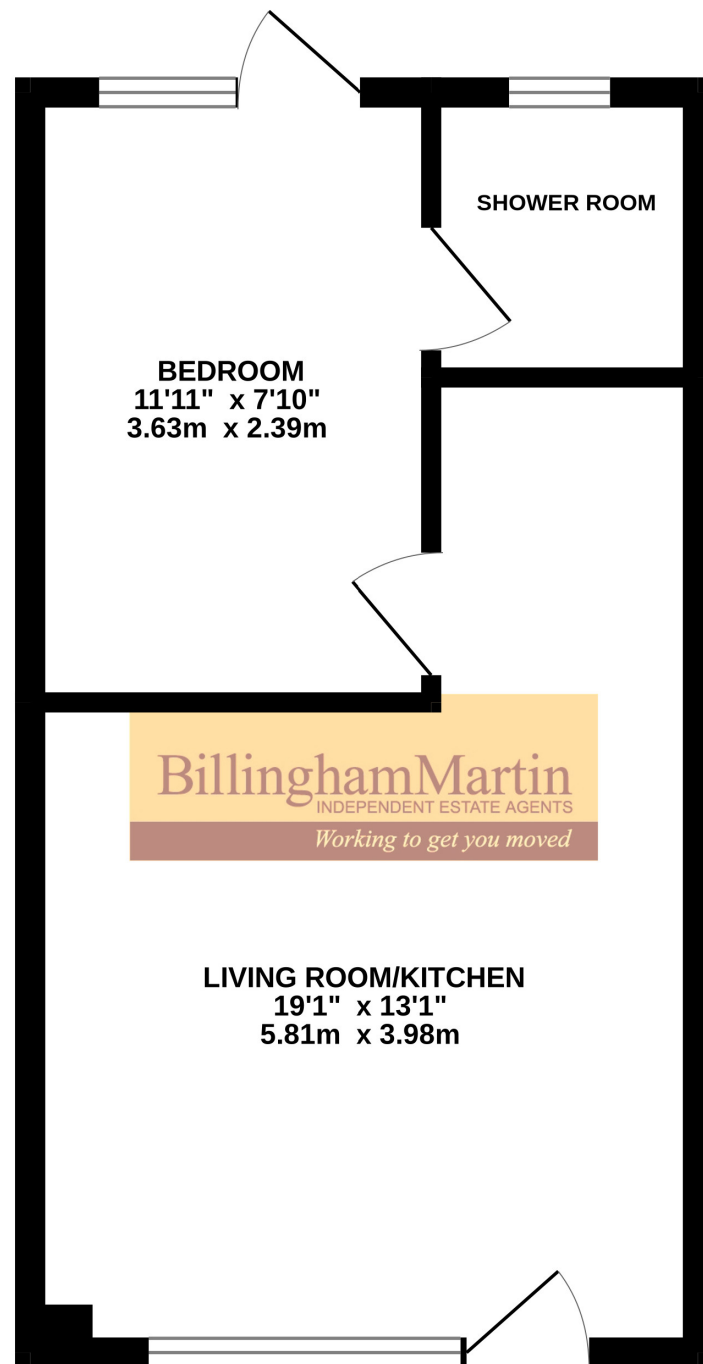 SHOWER ROOM
BEDROOM
11'11" x 7'10"
3.63m x 2.39m
BillinghamMartin
INDEPENDENT ESTATE AGENTS
Working to get you moved
LIVING ROOM/KITCHEN
19'1" x 13'1"
5.81m x 3.98m